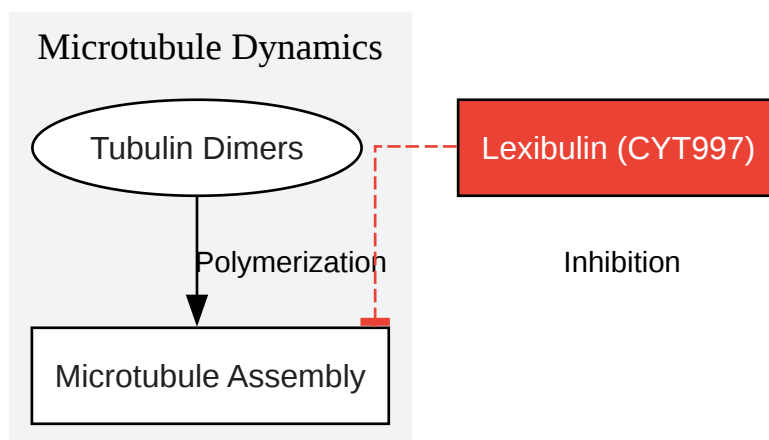 Microtubule Dynamics
Tubulin Dimers
Lexibulin (CYT997)
Polymerization
Inhibition
Microtubule Assembly